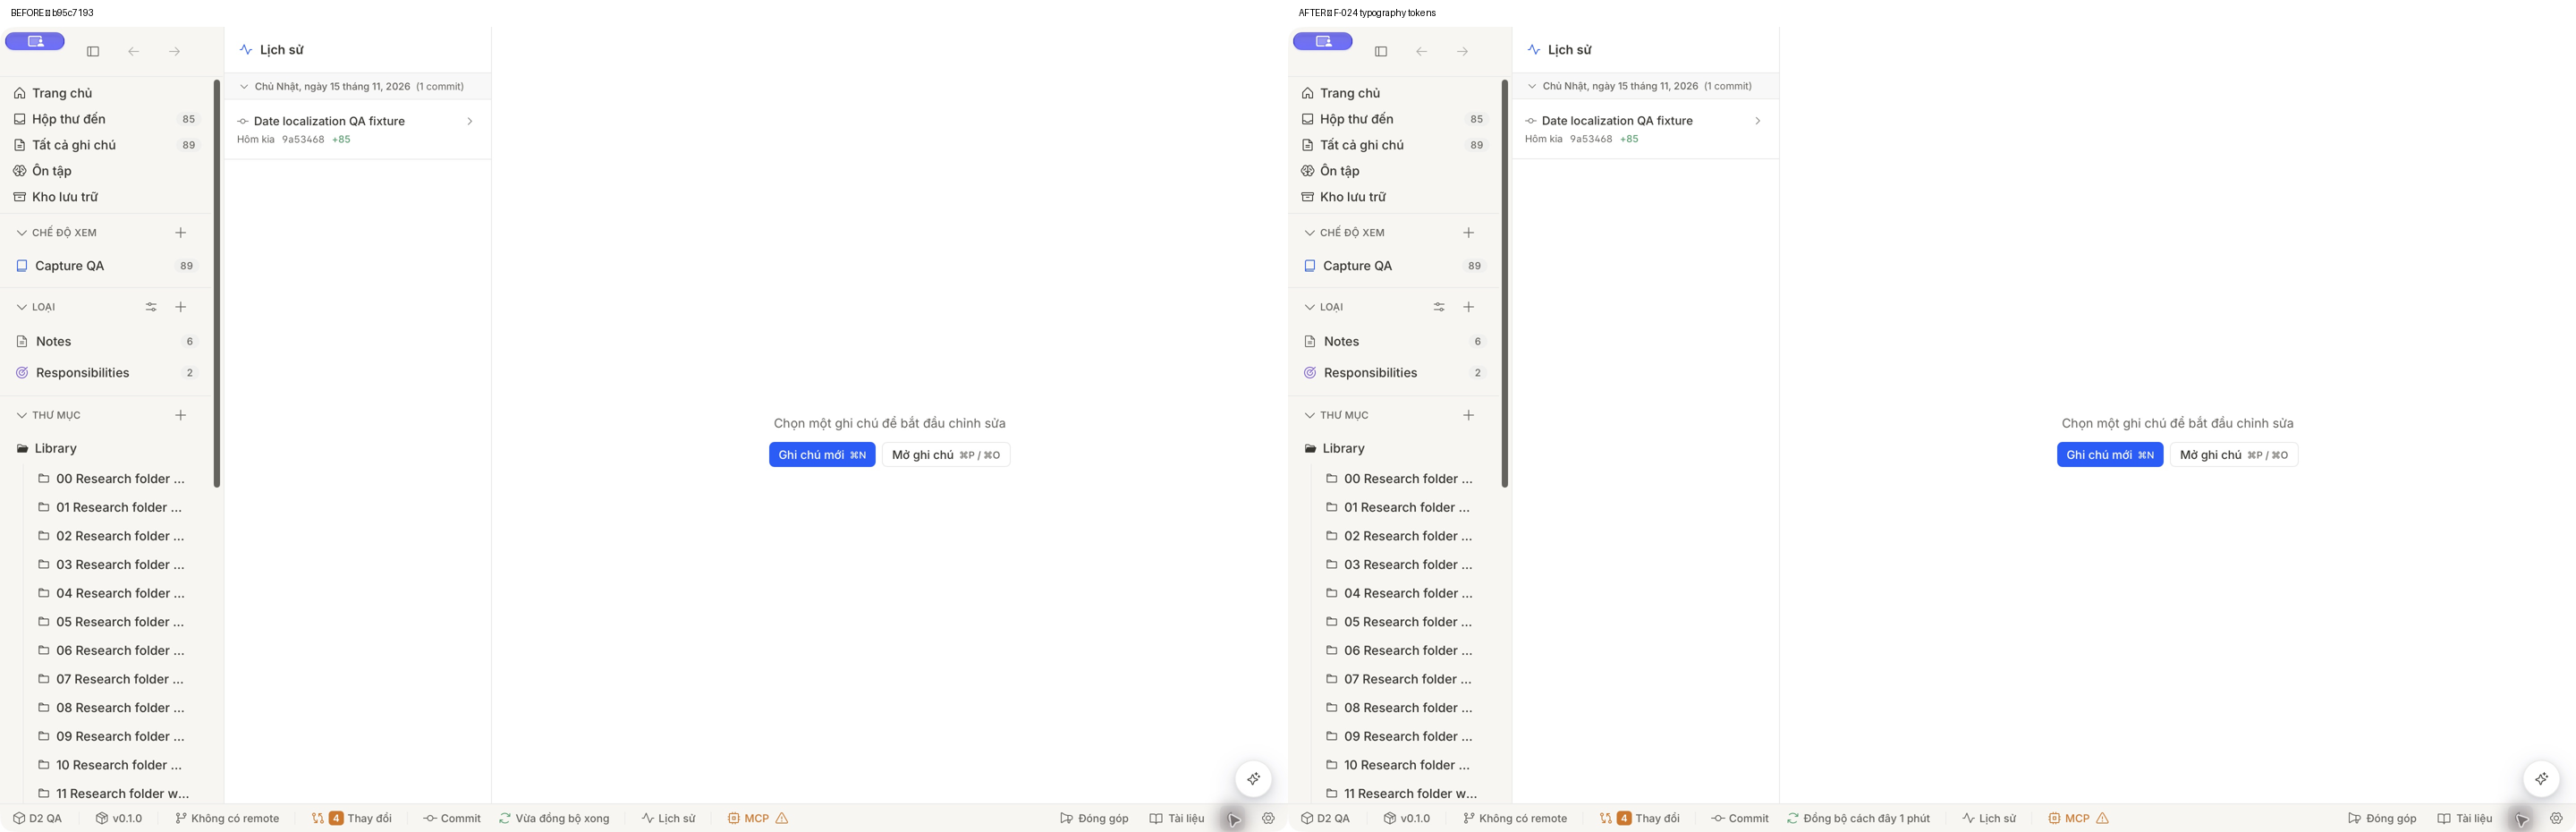 BEFORE b95c7193
Lịch sử
Chủ Nhật, ngày 15 tháng 11, 2026 (1 commit)
Date localization QA fixture
Hôm kia 9a53468 +85
Trang chủ
Hộp thư đến 85
Tất cả ghi chú 89
Ôn tập
Kho lưu trữ
CHẾ ĐỘ XEM
Capture QA 89
LOẠI
Notes 6
Responsibilities 2
THƯ MỤC
Library
00 Research folder ...
01 Research folder ...
02 Research folder ...
03 Research folder ...
04 Research folder ...
05 Research folder ...
06 Research folder ...
07 Research folder ...
08 Research folder ...
09 Research folder ...
10 Research folder ...
11 Research folder w...
Chọn một ghi chú để bắt đầu chỉnh sửa
Ghi chú mới ⌘N Mở ghi chú ⌘P / ⌘O
D2 QA v0.1.0 Không có remote 4 Thay đổi Commit Vừa đồng bộ xong Lịch sử MCP Đóng góp Tài liệu
AFTER F-024 typography tokens
Lịch sử
Chủ Nhật, ngày 15 tháng 11, 2026 (1 commit)
Date localization QA fixture
Hôm kia 9a53468 +85
Trang chủ
Hộp thư đến 85
Tất cả ghi chú 89
Ôn tập
Kho lưu trữ
CHẾ ĐỘ XEM
Capture QA 89
LOẠI
Notes 6
Responsibilities 2
THƯ MỤC
Library
00 Research folder ...
01 Research folder ...
02 Research folder ...
03 Research folder ...
04 Research folder ...
05 Research folder ...
06 Research folder ...
07 Research folder ...
08 Research folder ...
09 Research folder ...
10 Research folder ...
11 Research folder w...
Chọn một ghi chú để bắt đầu chỉnh sửa
Ghi chú mới ⌘N Mở ghi chú ⌘P / ⌘O
D2 QA v0.1.0 Không có remote 4 Thay đổi Commit Đồng bộ cách đây 1 phút Lịch sử MCP Đóng góp Tài liệu